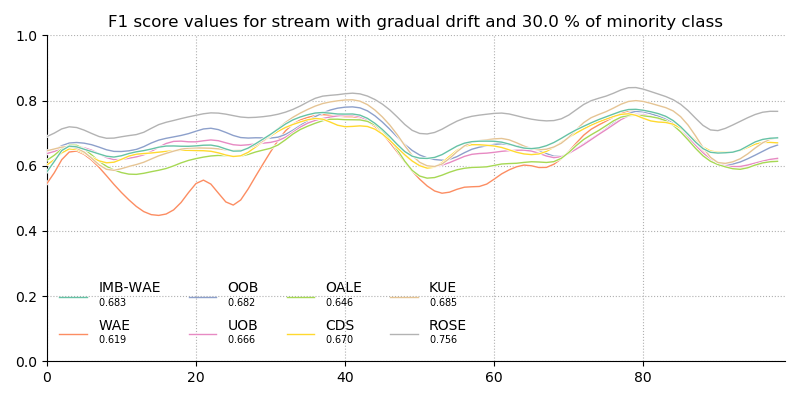 F1 score values for stream with gradual drift and 30.0 % of minority class
1.0
0.8
0.6
0.4
0.2
0.0
IMB-WAE OOB OALE KUE
0.683 0.682 0.646 0.685
WAE UOB CDS ROSE
0.619 0.666 0.670 0.756
0 20 40 60 80